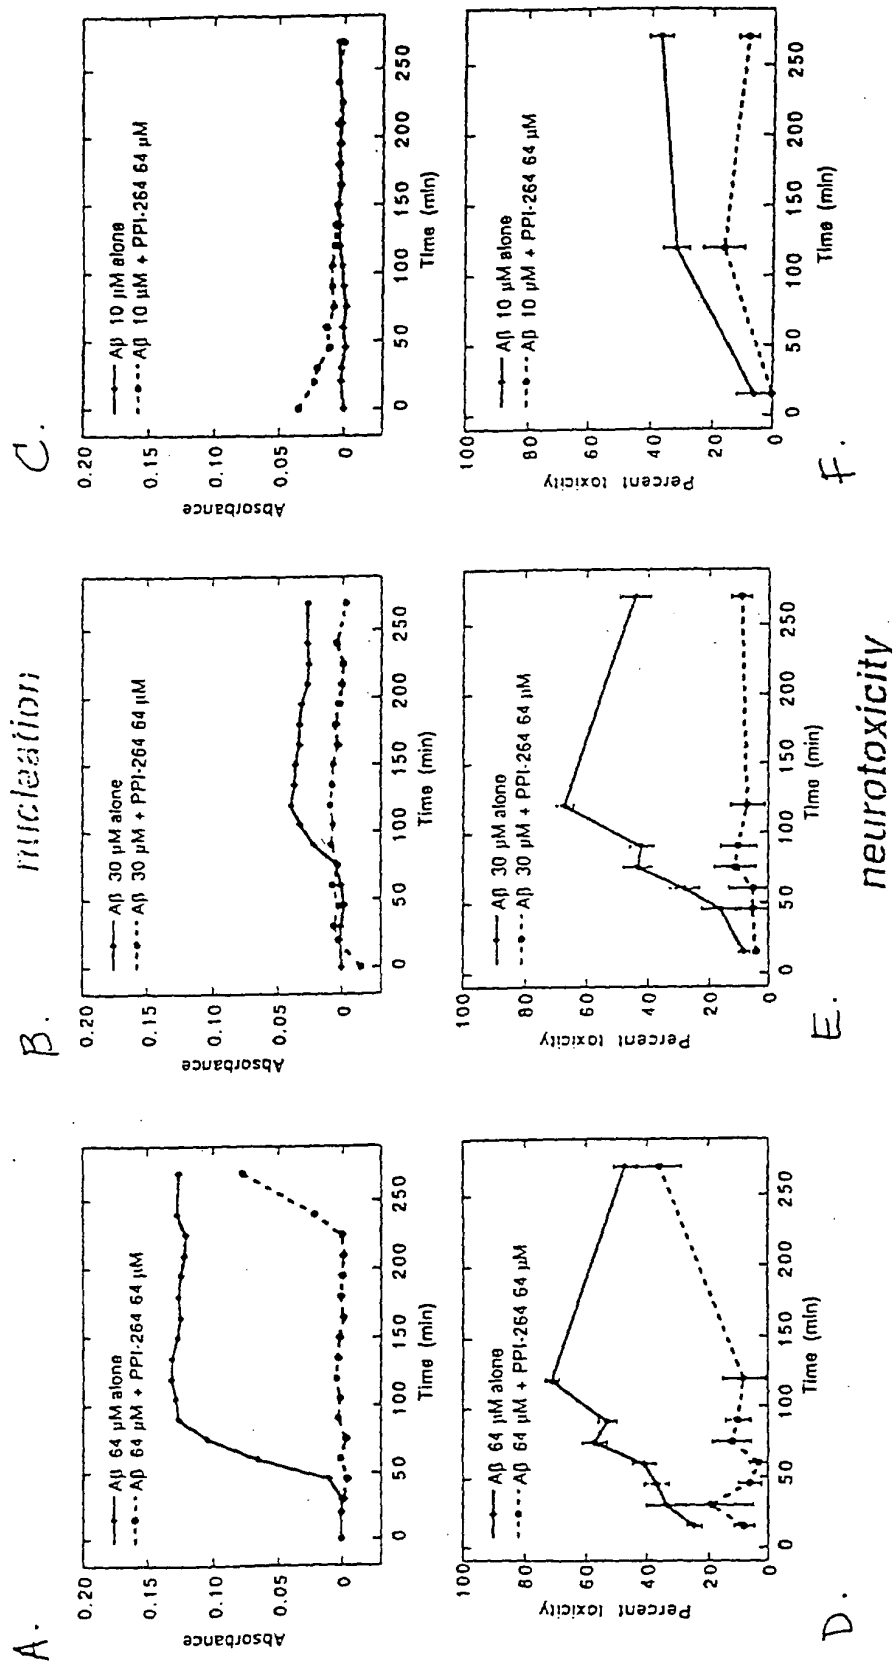 nucleation
A.
Aβ 64 µM alone
Aβ 64 µM + PPI-264 64 µM
Absorbance
0.20
0.15
0.10
0.05
0
0 50 100 150 200 250
Time (min)
B.
Aβ 30 µM alone
Aβ 30 µM + PPI-264 64 µM
Absorbance
0.20
0.15
0.10
0.05
0
0 50 100 150 200 250
Time (min)
C.
Aβ 10 µM alone
Aβ 10 µM + PPI-264 64 µM
Absorbance
0.20
0.15
0.10
0.05
0
0 50 100 150 200 250
Time (min)
D.
Aβ 64 µM alone
Aβ 64 µM + PPI-264 64 µM
Percent toxicity
100
80
60
40
20
0
0 50 100 150 200 250
Time (min)
E.
Aβ 30 µM alone
Aβ 30 µM + PPI-264 64 µM
Percent toxicity
100
80
60
40
20
0
0 50 100 150 200 250
Time (min)
F.
Aβ 10 µM alone
Aβ 10 µM + PPI-264 64 µM
Percent toxicity
100
80
60
40
20
0
0 50 100 150 200 250
Time (min)
neurotoxicity